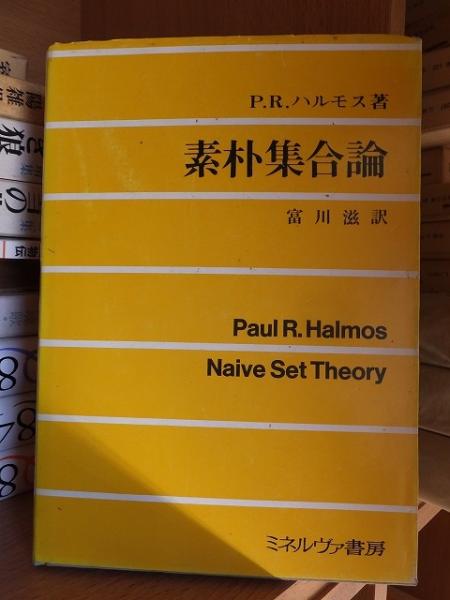 P.R.ハルモス著
素朴集合論
富川滋訳
Paul R. Halmos
Naive Set Theory
ミネルヴァ書房